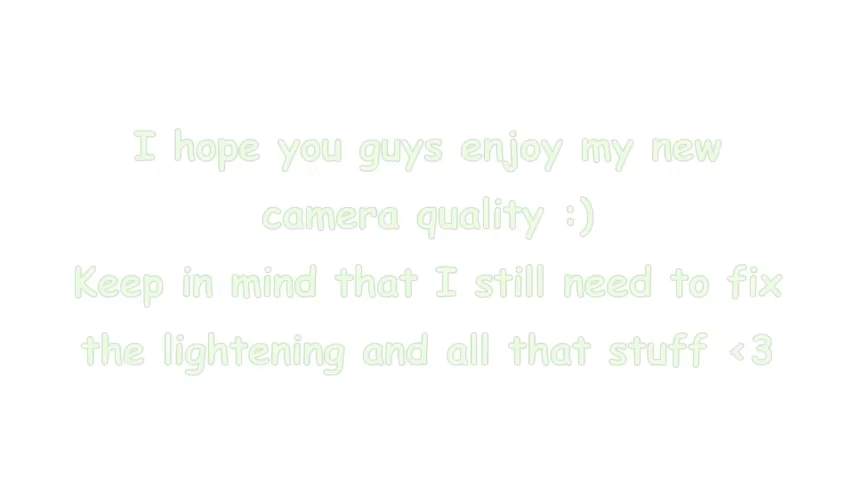 I hope you guys enjoy my new
camera quality :)
Keep in mind that I still need to fix
the lightening and all that stuff <3